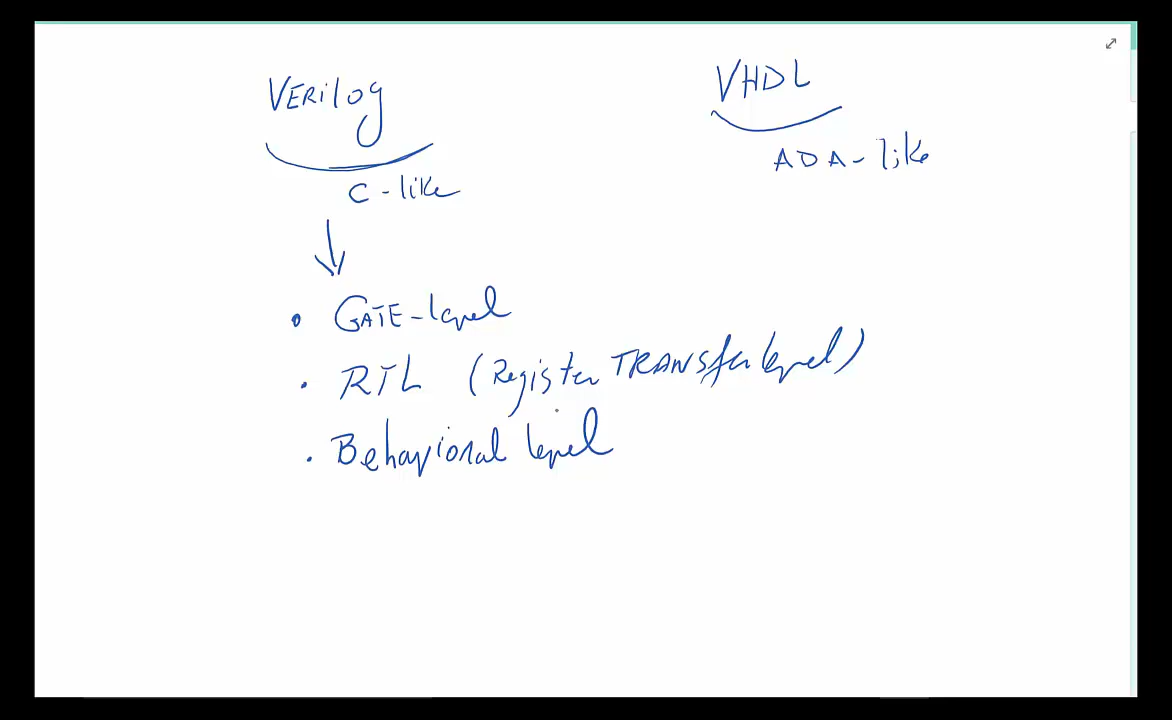 VERilog
VHDL
C-like
ADA-like
• GATE-level
• RTL (Register TRANSfer level)
• Behavioral level